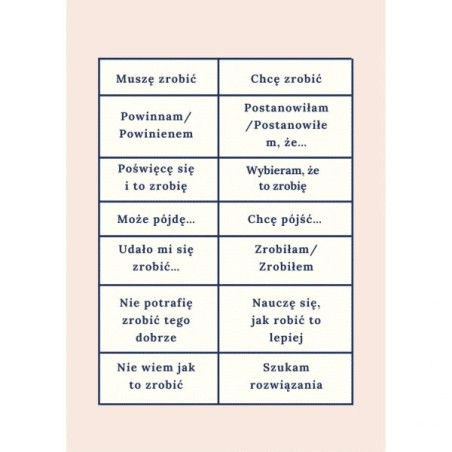 Muszę zrobić
Chcę zrobić
Powinnam/
Powinienem
Postanowiłam
/Postanowiłe
m, że...
Poświęcę się
i to zrobię
Wybieram, że
to zrobię
Może pójdę...
Chcę pójść...
Udało mi się
zrobić...
Zrobiłam/
Zrobiłem
Nie potrafię
zrobić tego
dobrze
Nauczę się,
jak robić to
lepiej
Nie wiem jak
to zrobić
Szukam
rozwiązania